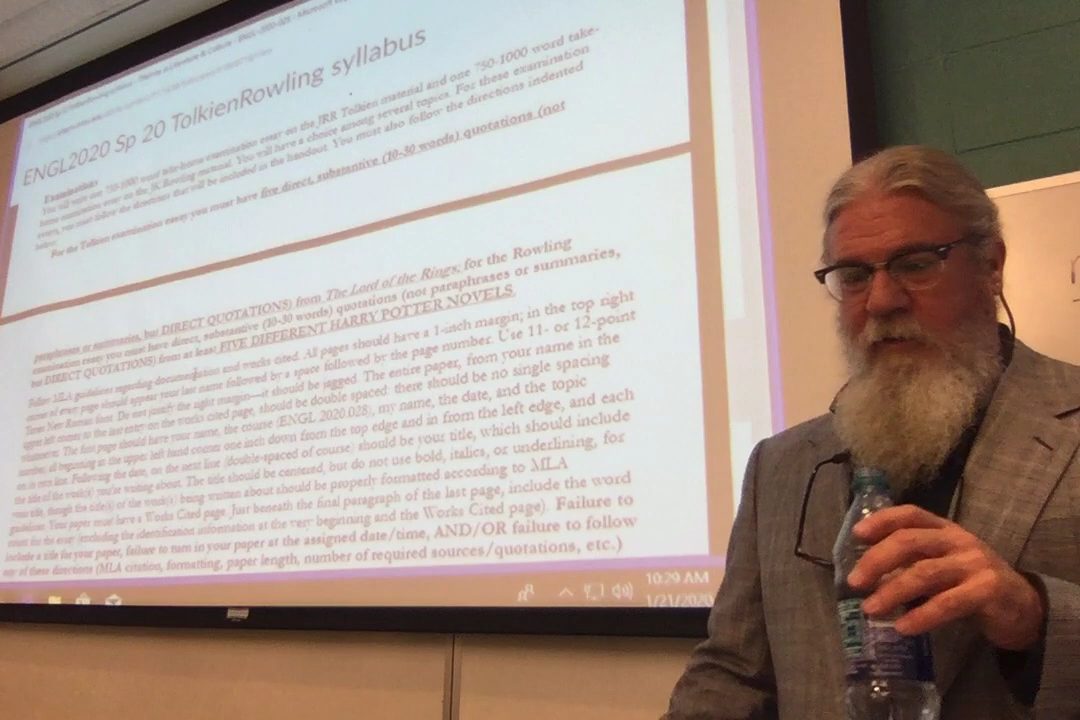 ENGL2020 Sp 20 TolkienRowling syllabus
Examinations
You will write one 750-1000 word take-home examination essay on the JRR Tolkien material and one 750-1000 word take-
home examination essay on the JK Rowling material. You will have a choice among several topics. For these examination
essays, you must follow the directions that will be included in the handout. You must also follow the directions indented
below:
For the Tolkien examination essay you must have five direct, substantive (10-30 words) quotations (not
paraphrases or summaries, but DIRECT QUOTATIONS) from The Lord of the Rings; for the Rowling
examination essay you must have five direct, substantive (10-30 words) quotations (not paraphrases or summaries,
but DIRECT QUOTATIONS) from at least FIVE DIFFERENT HARRY POTTER NOVELS.
Follow MLA guidelines regarding documentation and works cited. All pages should have a 1-inch margin; in the top right
corner of every page should appear your last name followed by a space followed by the page number. Use 11- or 12-point
Times New Roman font. Do not justify the right margin—it should be jagged. The entire paper, from your name in the
upper left corner to the last entry on the works cited page, should be double spaced: there should be no single spacing
anywhere. The first page should have your name, the course (ENGL 2020.028), my name, the date, and the topic
number, all beginning at the upper left hand corner one inch down from the top edge and in from the left edge, and each
on its own line. Following the date, on the next line (double-spaced of course) should be your title, which should include
the title of the work(s) you're writing about. The title should be centered, but do not use bold, italics, or underlining, for
your title, though the title(s) of the work(s) being written about should be properly formatted according to MLA
guidelines. Your paper must have a Works Cited page. Just beneath the final paragraph of the last page, include the word
count for the essay (excluding the identification information at the very beginning and the Works Cited page). Failure to
include a title for your paper, failure to turn in your paper at the assigned date/time, AND/OR failure to follow
any of these directions (MLA citation, formatting, paper length, number of required sources/quotations, etc.)
10:29 AM
1/21/2020